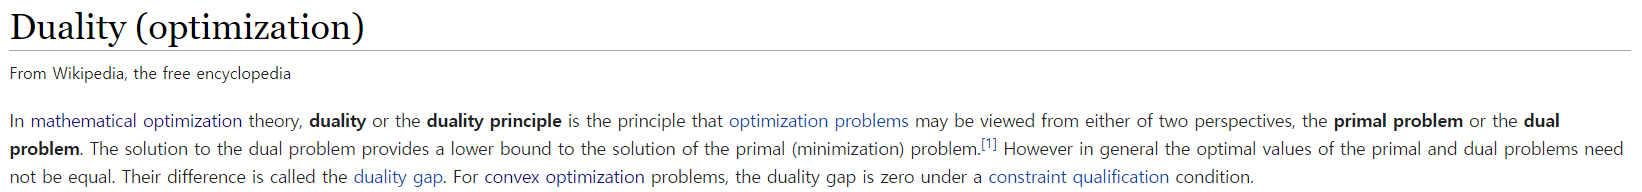 Duality (optimization)
From Wikipedia, the free encyclopedia
In mathematical optimization theory, duality or the duality principle is the principle that optimization problems may be viewed from either of two perspectives, the primal problem or the dual
problem. The solution to the dual problem provides a lower bound to the solution of the primal (minimization) problem.[1] However in general the optimal values of the primal and dual problems need
not be equal. Their difference is called the duality gap. For convex optimization problems, the duality gap is zero under a constraint qualification condition.